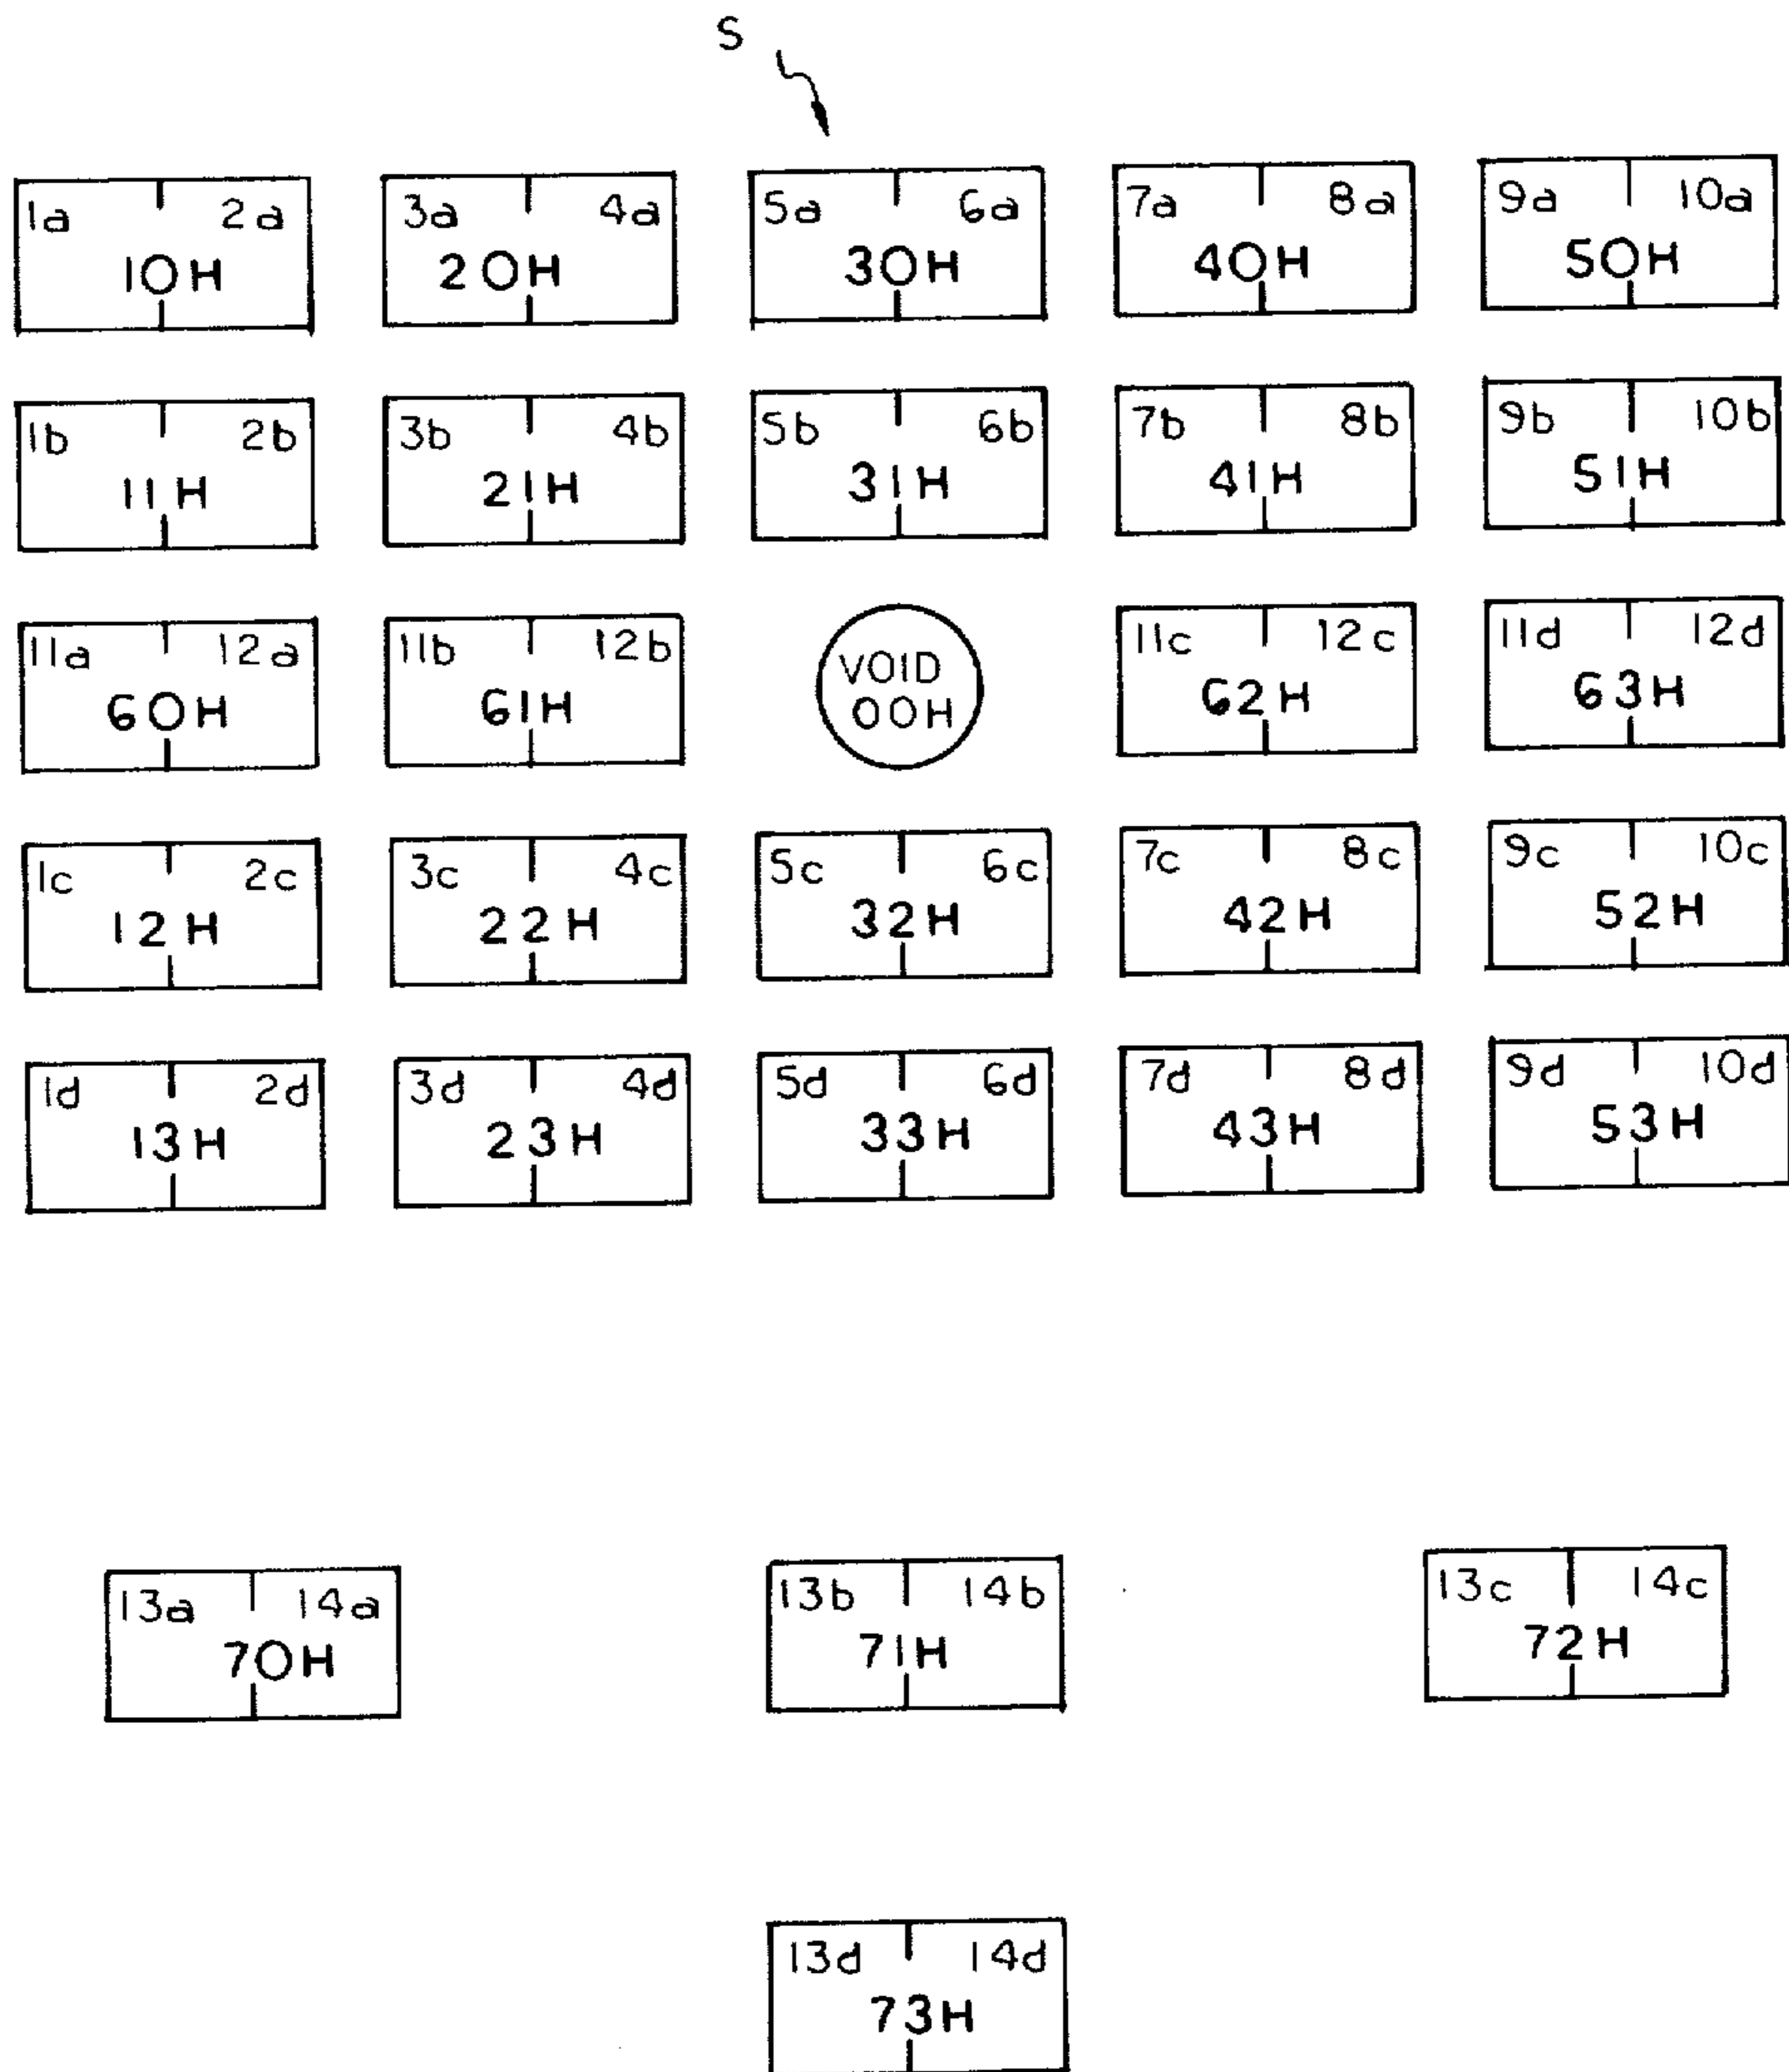 S
1a 2a 3a 4a 5a 6a 7a 8a 9a 10a
10H 20H 30H 40H 50H
1b 2b 3b 4b 5b 6b 7b 8b 9b 10b
11H 21H 31H 41H 51H
11a 12a 11b 12b VOID 11c 12c 11d 12d
60H 61H 00H 62H 63H
1c 2c 3c 4c 5c 6c 7c 8c 9c 10c
12H 22H 32H 42H 52H
1d 2d 3d 4d 5d 6d 7d 8d 9d 10d
13H 23H 33H 43H 53H
13a 14a 13b 14b 13c 14c
70H 71H 72H
13d 14d
73H